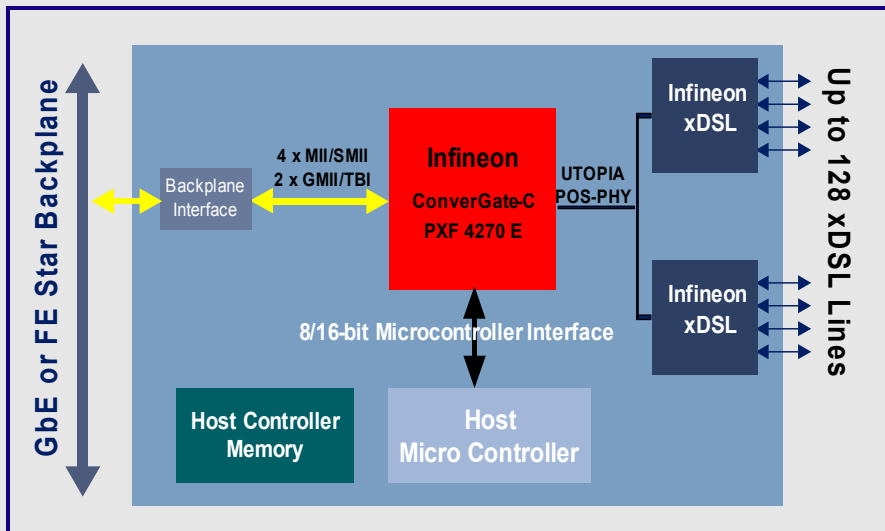 GbE or FE Star Backplane
Backplane
Interface
4 x MII/SMII
2 x GMII/TBI
Infineon
ConverGate-C
PXF 4270 E
UTOPIA
POS-PHY
Infineon
xDSL
Infineon
xDSL
Up to 128 xDSL Lines
8/16-bit Microcontroller Interface
Host Controller
Memory
Host
Micro Controller